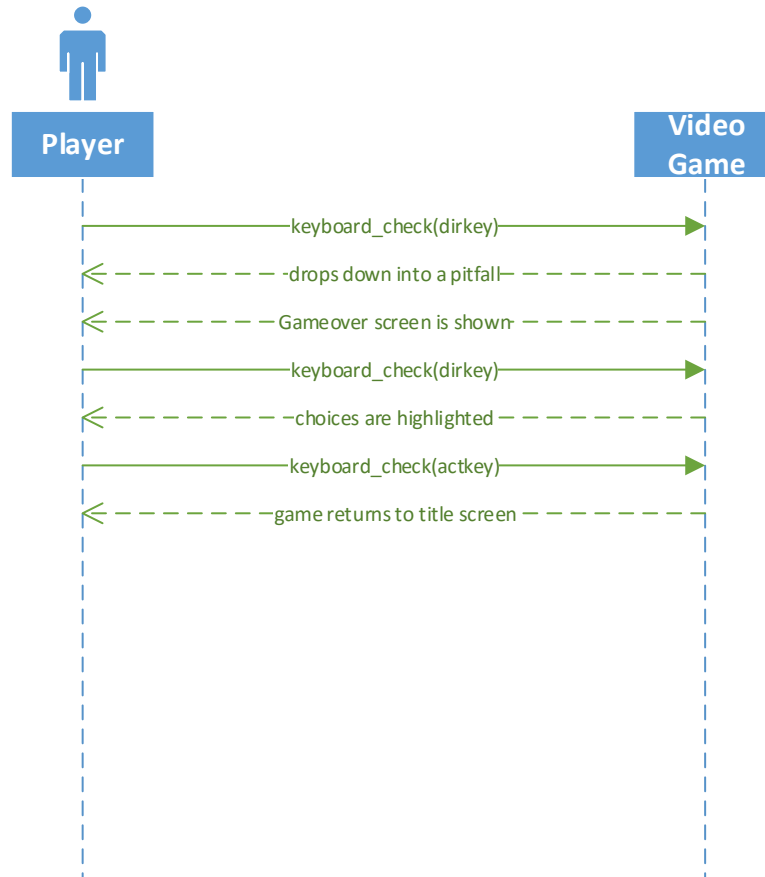 Player
Video
Game
keyboard_check(dirkey)
drops down into a pitfall
Gameover screen is shown
keyboard_check(dirkey)
choices are highlighted
keyboard_check(actkey)
game returns to title screen